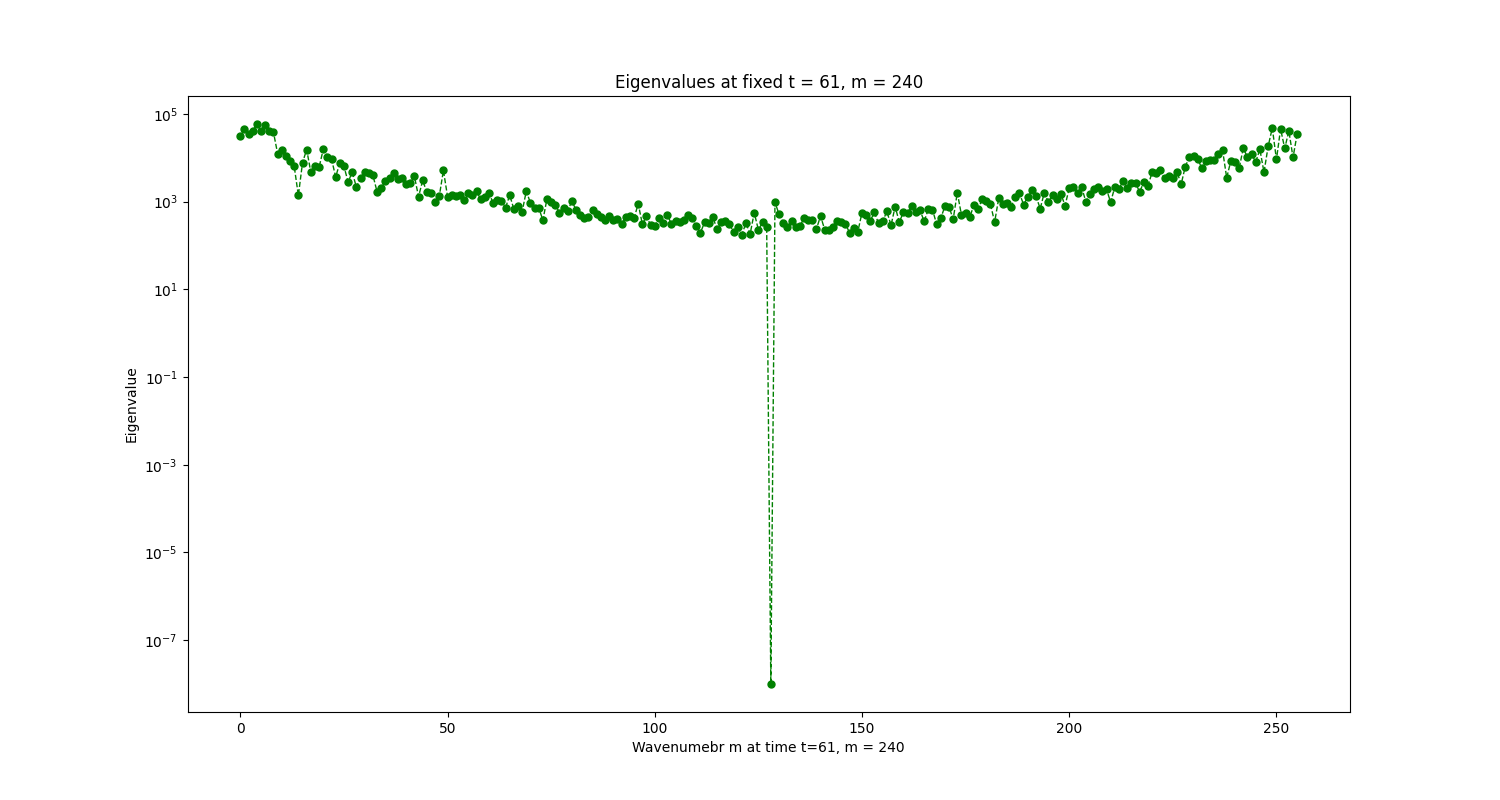 Eigenvalues at fixed t = 61, m = 240
10^5
10^3
10^1
10^-1
10^-3
10^-5
10^-7
Eigenvalue
0 50 100 150 200 250
Wavenumebr m at time t=61, m = 240